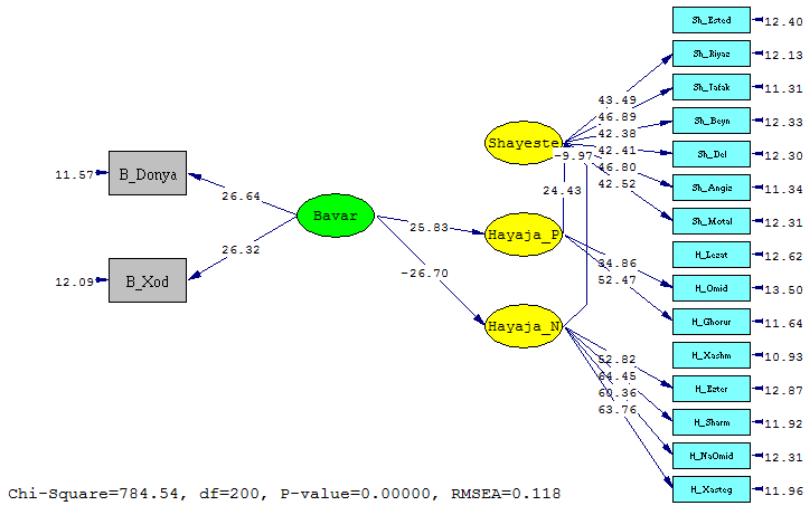 Sh_Ested
12.40
Sh_Riyaz
12.13
Sh_Tafak
11.31
43.49
46.89
Sh_Beyn
12.33
42.38
Shayeste
42.41
Sh_Del
12.30
-9.97
46.80
11.57
B_Donya
24.43
42.52
Sh_Angiz
11.34
26.64
Bavar
25.83
Sh_Motal
12.31
Hayaja_P
26.32
34.86
H_Lezat
12.62
-26.70
52.47
12.09
B_Xod
H_Omid
13.50
Hayaja_N
H_Ghorur
11.64
52.82
H_Xashm
10.93
64.45
60.36
H_Ezter
12.87
63.76
H_Sharm
11.92
H_NaOmid
12.31
H_Xasteg
11.96
Chi-Square=784.54, df=200, P-value=0.00000, RMSEA=0.118